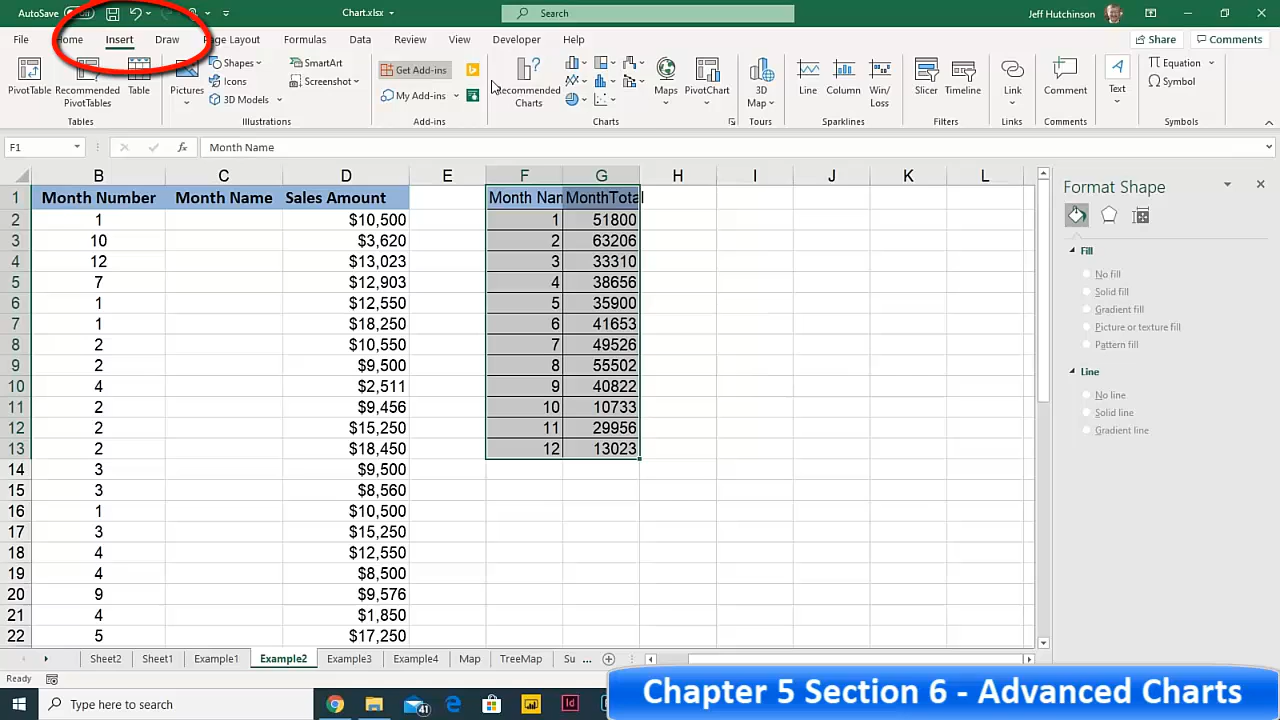 AutoSave
Chart.xlsx
Search
Jeff Hutchinson
File Home Insert Draw Page Layout Formulas Data Review View Developer Help
Share Comments
PivotTable
Recommended PivotTables
Table
Tables
Pictures
Shapes
Icons
3D Models
SmartArt
Screenshot
Illustrations
Get Add-ins
My Add-ins
Add-ins
Recommended Charts
Maps
PivotChart
Charts
3D Map
Tours
Line
Column
Win/Loss
Sparklines
Slicer
Timeline
Filters
Link
Links
Comment
Comments
Text
Equation
Symbol
Symbols
F1 fx Month Name
B C D E F G H I J K L
1 Month Number Month Name Sales Amount Month Nam MonthTotal
2 1 $10,500 1 51800
3 10 $3,620 2 63206
4 12 $13,023 3 33310
5 7 $12,903 4 38656
6 1 $12,550 5 35900
7 1 $18,250 6 41653
8 2 $10,550 7 49526
9 2 $9,500 8 55502
10 4 $2,511 9 40822
11 2 $9,456 10 10733
12 2 $15,250 11 29956
13 2 $18,450 12 13023
14 3 $9,500
15 3 $8,560
16 1 $10,500
17 3 $15,250
18 4 $12,550
19 4 $8,500
20 9 $9,576
21 4 $1,850
22 5 $17,250
Format Shape
Fill
No fill
Solid fill
Gradient fill
Picture or texture fill
Pattern fill
Line
No line
Solid line
Gradient line
Sheet2 Sheet1 Example1 Example2 Example3 Example4 Map TreeMap Su ...
Ready
Type here to search
41
Chapter 5 Section 6 - Advanced Charts